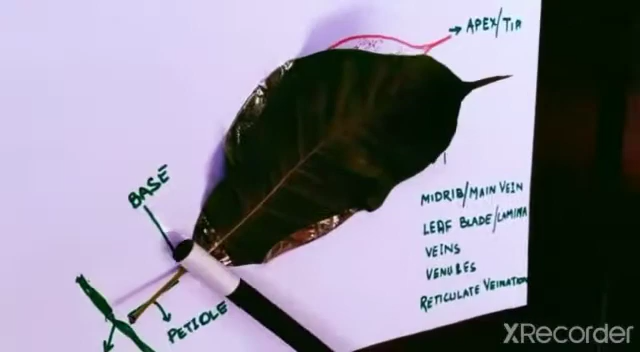 APEX/TIP
BASE
MIDRIB/MAIN VEIN
LEAF BLADE/LAMINA
VEINS
VENULES
RETICULATE VEINATION
PETIOLE
XRecorder